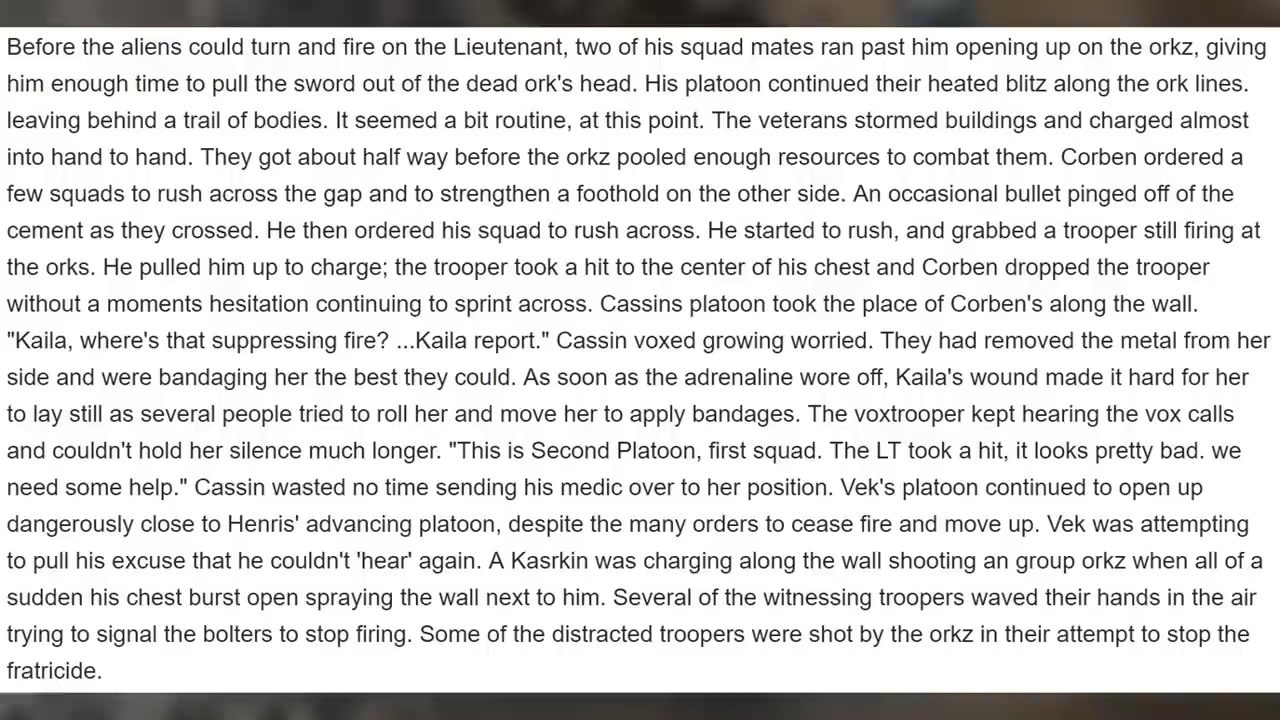 Before the aliens could turn and fire on the Lieutenant, two of his squad mates ran past him opening up on the orkz, giving
him enough time to pull the sword out of the dead ork's head. His platoon continued their heated blitz along the ork lines.
leaving behind a trail of bodies. It seemed a bit routine, at this point. The veterans stormed buildings and charged almost
into hand to hand. They got about half way before the orkz pooled enough resources to combat them. Corben ordered a
few squads to rush across the gap and to strengthen a foothold on the other side. An occasional bullet pinged off of the
cement as they crossed. He then ordered his squad to rush across. He started to rush, and grabbed a trooper still firing at
the orks. He pulled him up to charge; the trooper took a hit to the center of his chest and Corben dropped the trooper
without a moments hesitation continuing to sprint across. Cassins platoon took the place of Corben's along the wall.
"Kaila, where's that suppressing fire? ...Kaila report." Cassin voxed growing worried. They had removed the metal from her
side and were bandaging her the best they could. As soon as the adrenaline wore off, Kaila's wound made it hard for her
to lay still as several people tried to roll her and move her to apply bandages. The voxtrooper kept hearing the vox calls
and couldn't hold her silence much longer. "This is Second Platoon, first squad. The LT took a hit, it looks pretty bad. we
need some help." Cassin wasted no time sending his medic over to her position. Vek's platoon continued to open up
dangerously close to Henris' advancing platoon, despite the many orders to cease fire and move up. Vek was attempting
to pull his excuse that he couldn't 'hear' again. A Kasrkin was charging along the wall shooting an group orkz when all of a
sudden his chest burst open spraying the wall next to him. Several of the witnessing troopers waved their hands in the air
trying to signal the bolters to stop firing. Some of the distracted troopers were shot by the orkz in their attempt to stop the
fratricide.